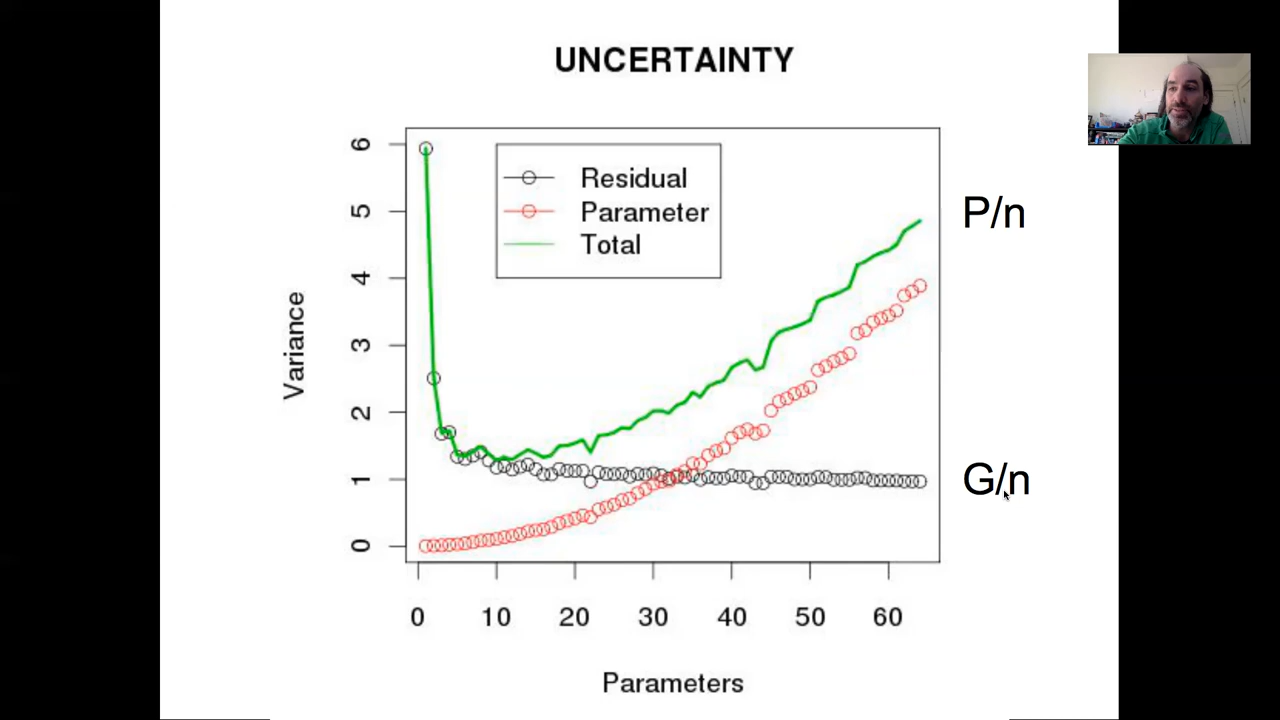 UNCERTAINTY
6
5
4
3
2
1
0
Variance
Residual
Parameter
Total
P/n
G/n
0 10 20 30 40 50 60
Parameters